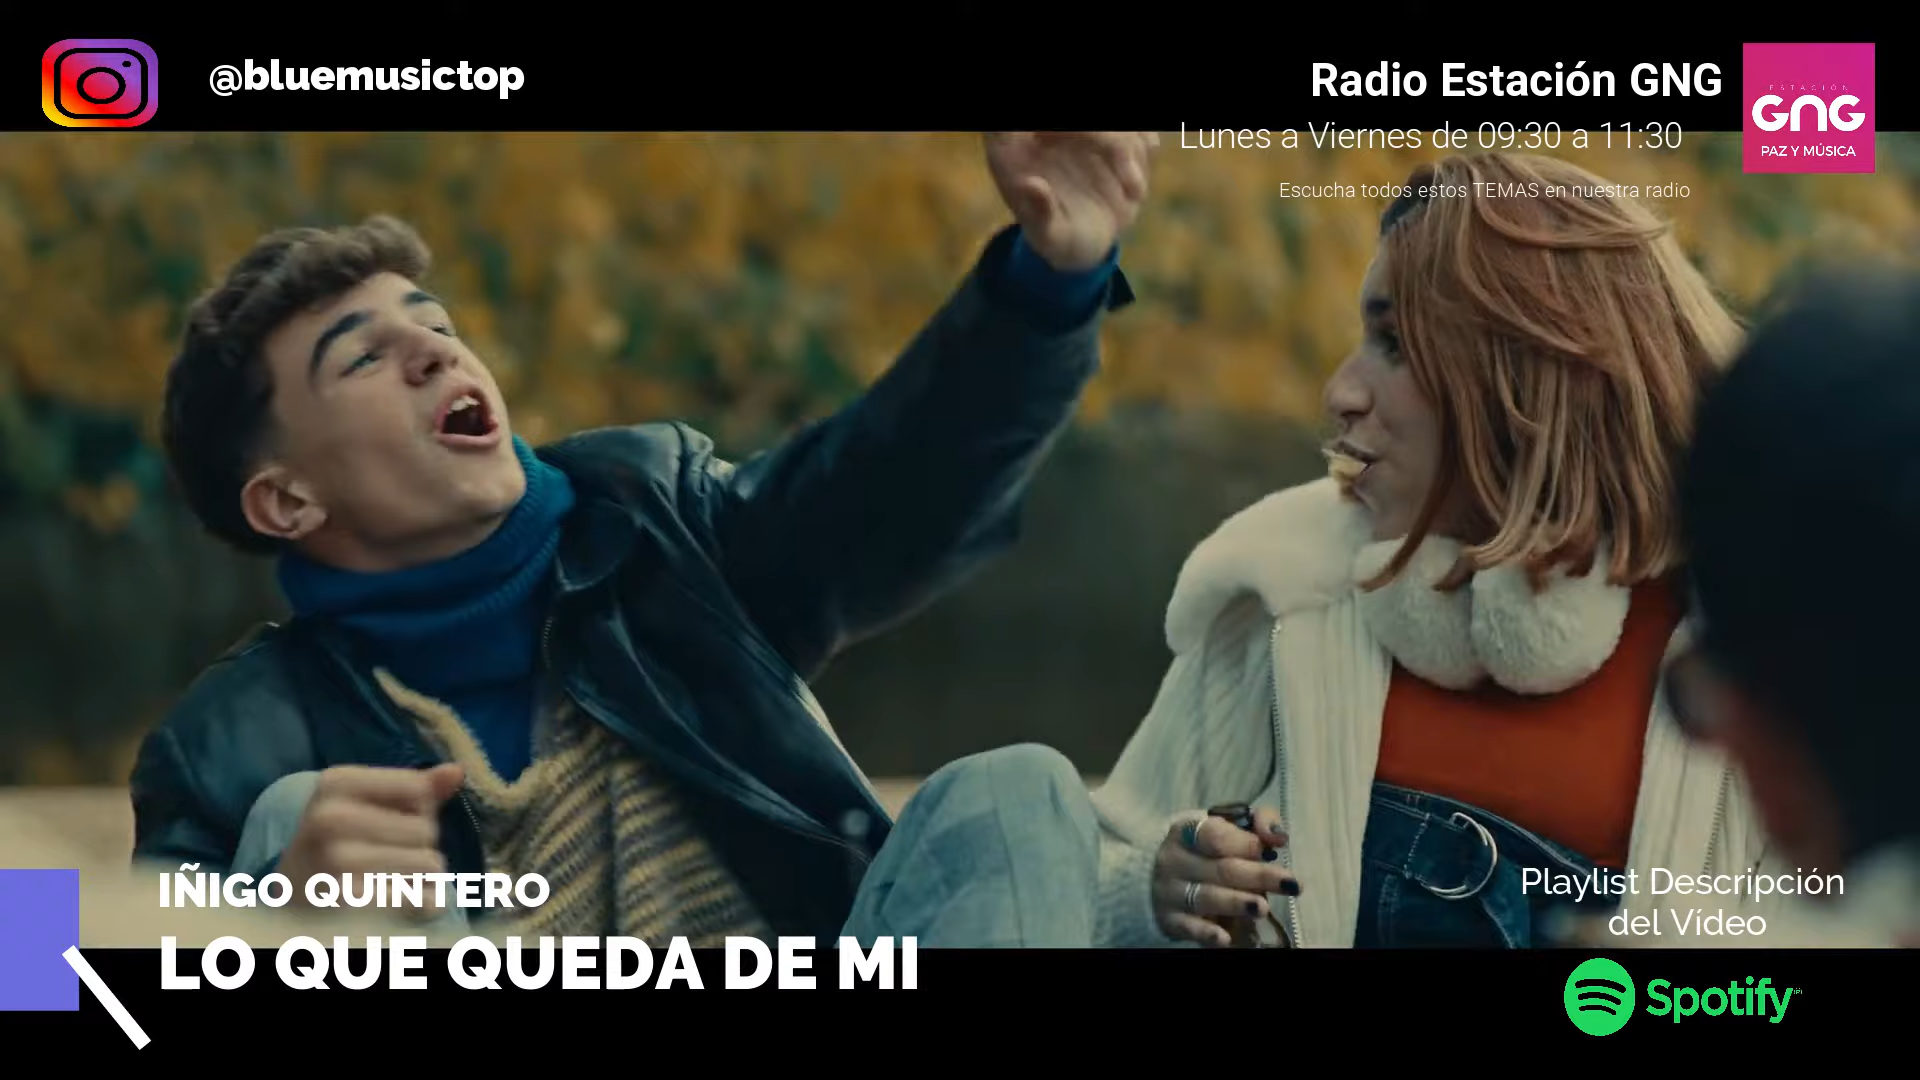 @bluemusictop
Radio Estación GNG
Lunes a Viernes de 09:30 a 11:30
Escucha todos estos TEMAS en nuestra radio
ESTACIÓN
GNG
PAZ Y MÚSICA
IÑIGO QUINTERO
LO QUE QUEDA DE MI
Playlist Descripción
del Vídeo
Spotify